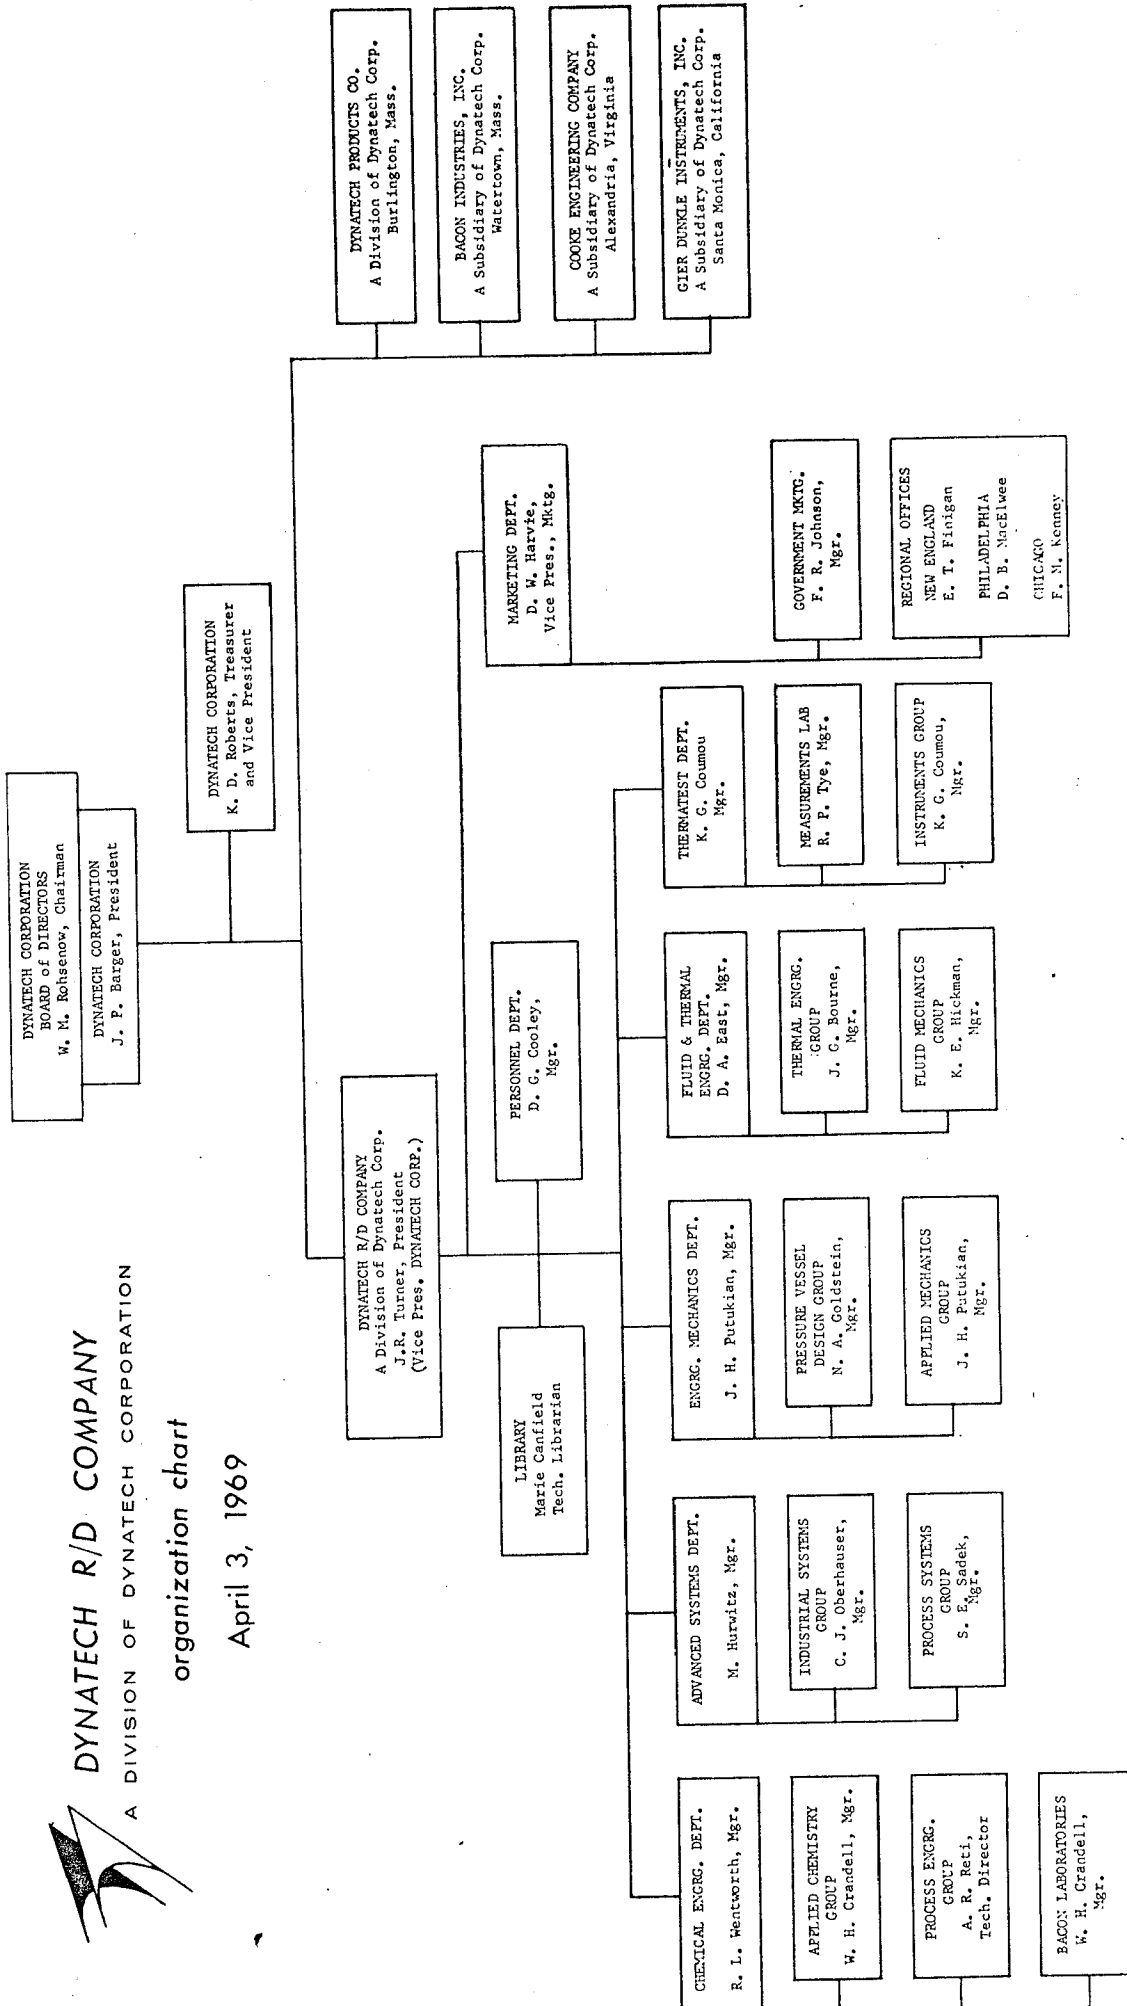 DYNATECH R/D COMPANY
A DIVISION OF DYNATECH CORPORATION
organization chart
April 3, 1969
DYNATECH CORPORATION
BOARD of DIRECTORS
W. M. Rohsenow, Chairman
DYNATECH CORPORATION
J. P. Barger, President
DYNATECH CORPORATION
K. D. Roberts, Treasurer
and Vice President
DYNATECH R/D COMPANY
A Division of Dynatech Corp.
J.R. Turner, President
(Vice Pres. DYNATECH CORP.)
DYNATECH PRODUCTS CO.
A Division of Dynatech Corp.
Burlington, Mass.
BACON INDUSTRIES, INC.
A Subsidiary of Dynatech Corp.
Watertown, Mass.
COOKE ENGINEERING COMPANY
A Subsidiary of Dynatech Corp.
Alexandria, Virginia
GIER DUNKLE INSTRUMENTS, INC.
A Subsidiary of Dynatech Corp.
Santa Monica, California
LIBRARY
Marie Canfield
Tech. Librarian
PERSONNEL DEPT.
D. G. Cooley,
Mgr.
MARKETING DEPT.
D. W. Harvie,
Vice Pres., Mktg.
GOVERNMENT MKTG.
F. R. Johnson,
Mgr.
REGIONAL OFFICES
NEW ENGLAND
E. T. Finigan
PHILADELPHIA
D. B. MacElwee
CHICAGO
F. M. Kenney
CHEMICAL ENGRG. DEPT.
R. L. Wentworth, Mgr.
APPLIED CHEMISTRY
GROUP
W. H. Crandell, Mgr.
PROCESS ENGRG.
GROUP
A. R. Reti,
Tech. Director
BACON LABORATORIES
W. H. Crandell,
Mgr.
ADVANCED SYSTEMS DEPT.
M. Hurwitz, Mgr.
INDUSTRIAL SYSTEMS
GROUP
C. J. Oberhauser,
Mgr.
PROCESS SYSTEMS
GROUP
S. E. Sadek,
Mgr.
ENGRG. MECHANICS DEPT.
J. H. Putukian, Mgr.
PRESSURE VESSEL
DESIGN GROUP
N. A. Goldstein,
Mgr.
APPLIED MECHANICS
GROUP
J. H. Putukian,
Mgr.
FLUID & THERMAL
ENGRG. DEPT.
D. A. East, Mgr.
THERMAL ENGRG.
GROUP
J. G. Bourne,
Mgr.
FLUID MECHANICS
GROUP
K. E. Hickman,
Mgr.
THERMATEST DEPT.
K. G. Coumou
Mgr.
MEASUREMENTS LAB
R. P. Tye, Mgr.
INSTRUMENTS GROUP
K. G. Coumou,
Mgr.